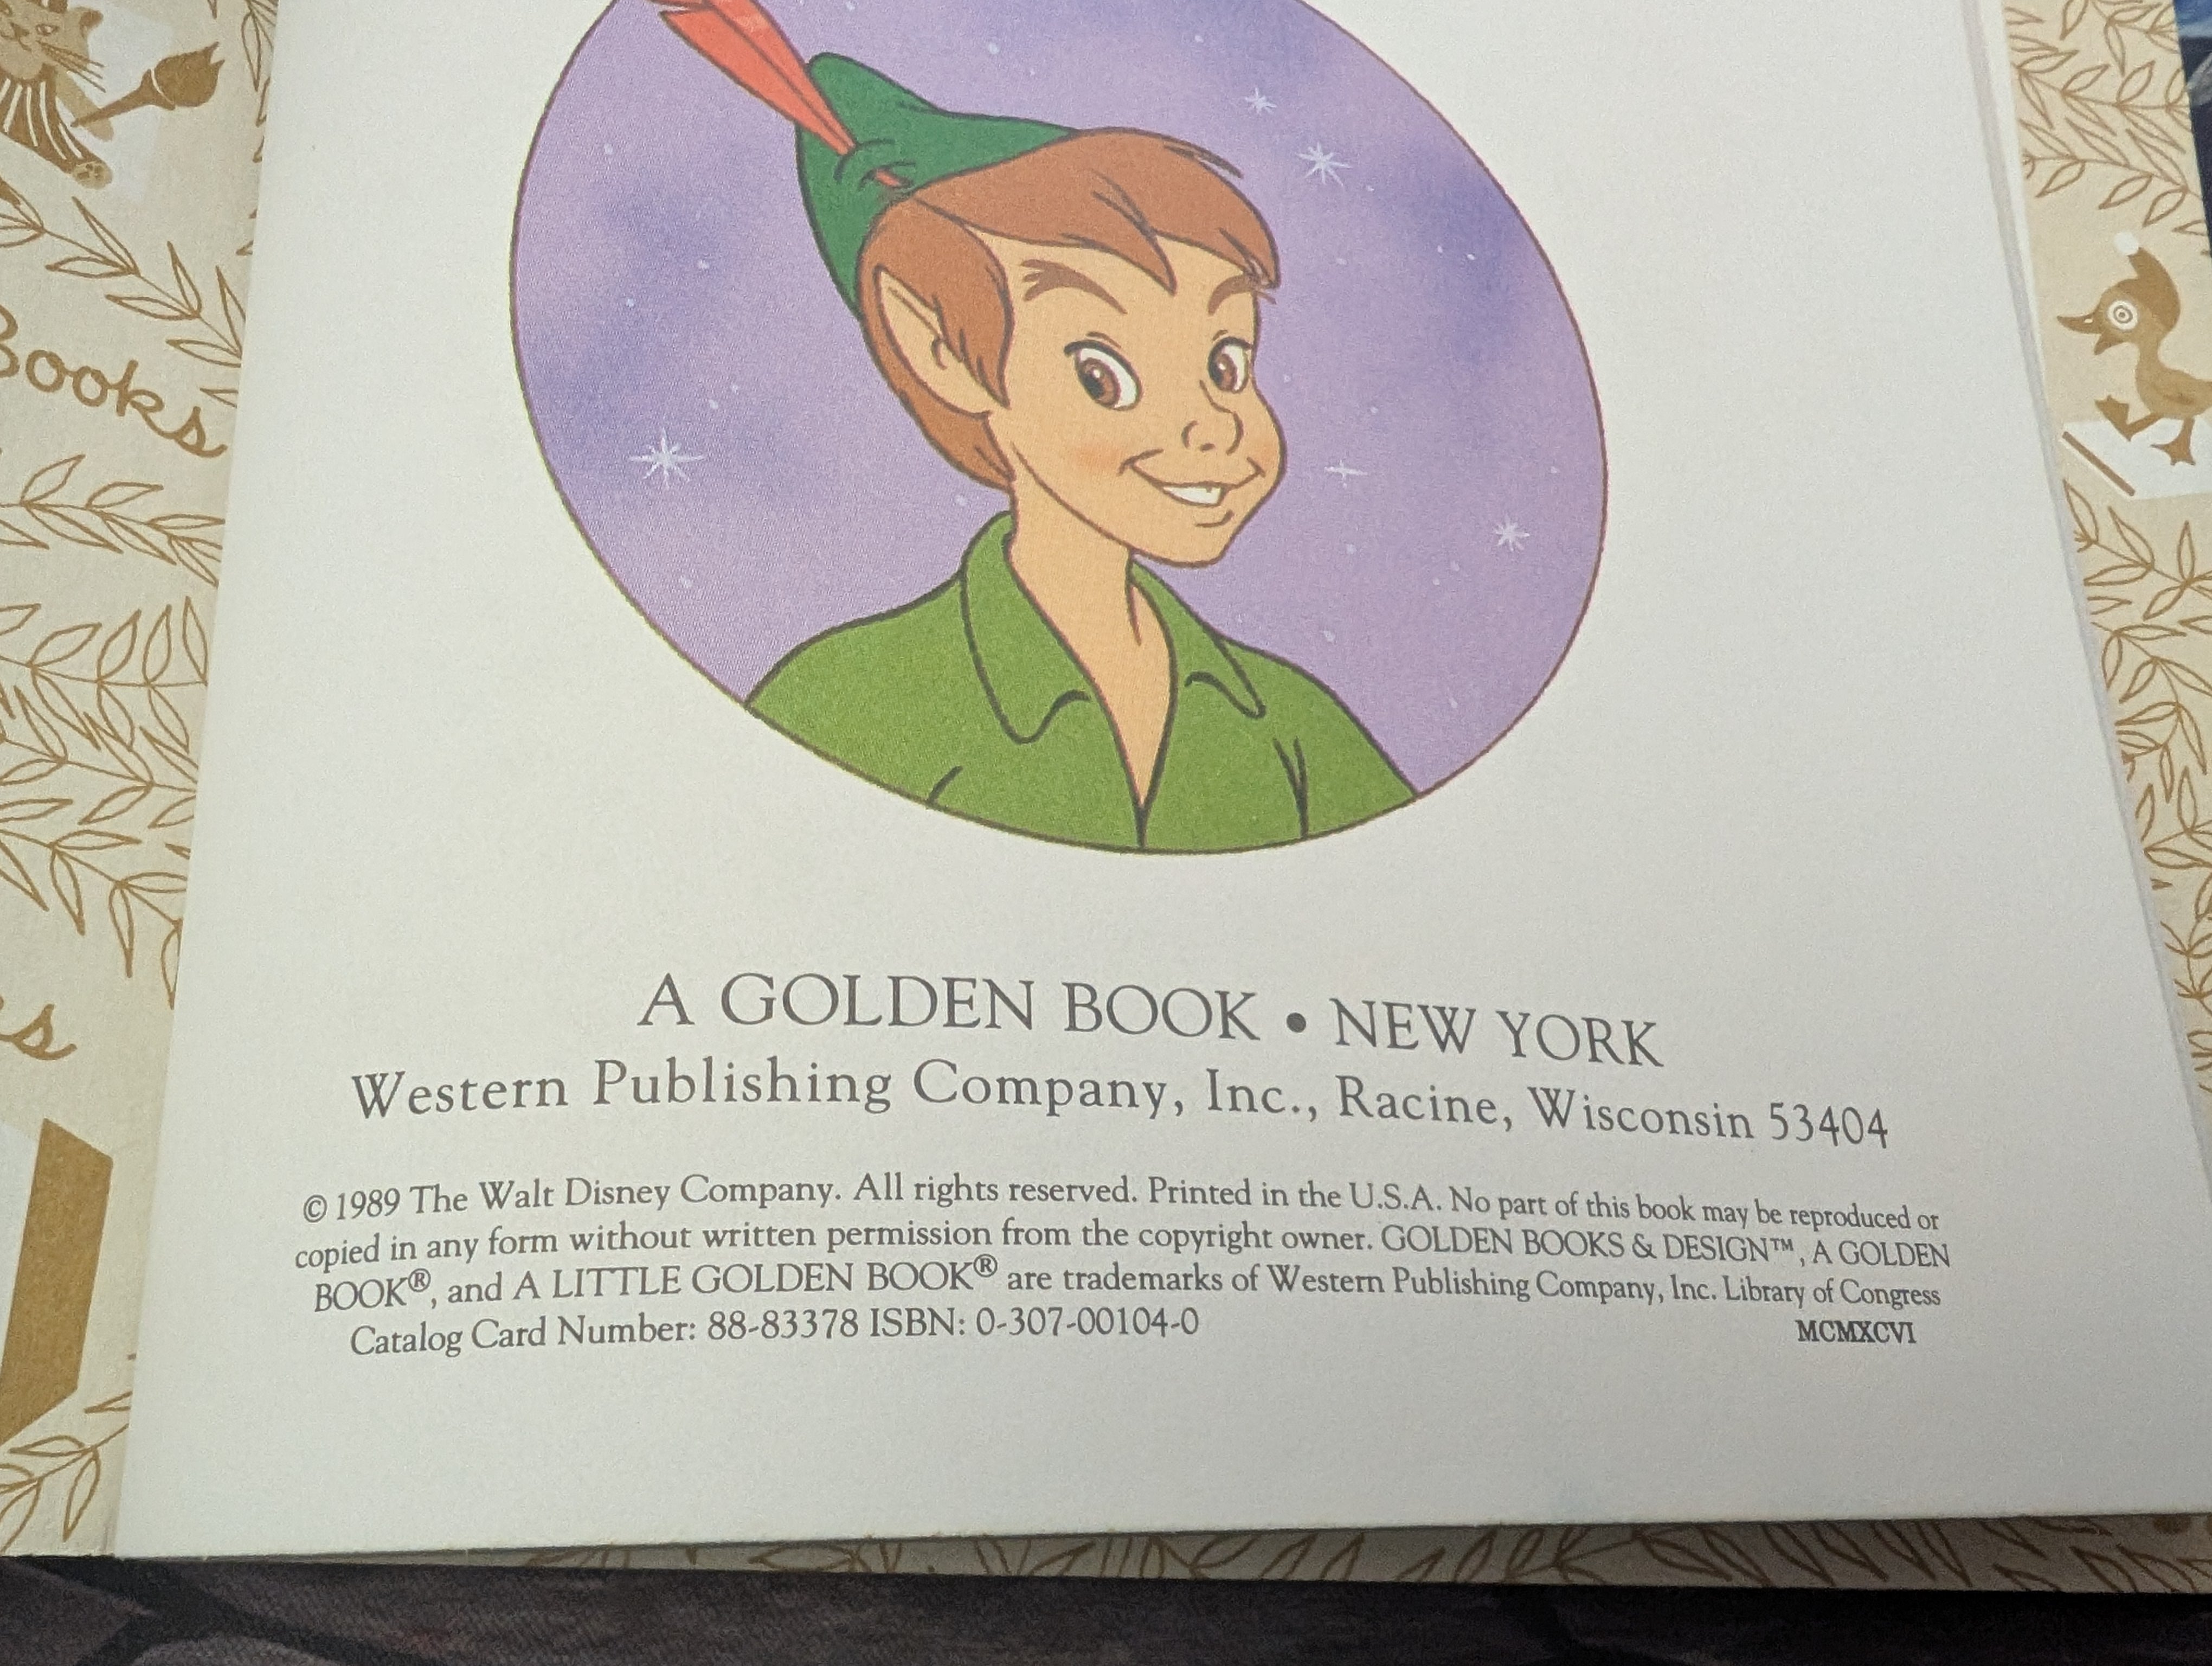 Books
s
A GOLDEN BOOK • NEW YORK
Western Publishing Company, Inc., Racine, Wisconsin 53404
© 1989 The Walt Disney Company. All rights reserved. Printed in the U.S.A. No part of this book may be reproduced or
copied in any form without written permission from the copyright owner. GOLDEN BOOKS & DESIGN™, A GOLDEN
BOOK®, and A LITTLE GOLDEN BOOK® are trademarks of Western Publishing Company, Inc. Library of Congress
Catalog Card Number: 88-83378 ISBN: 0-307-00104-0 MCMXCVI